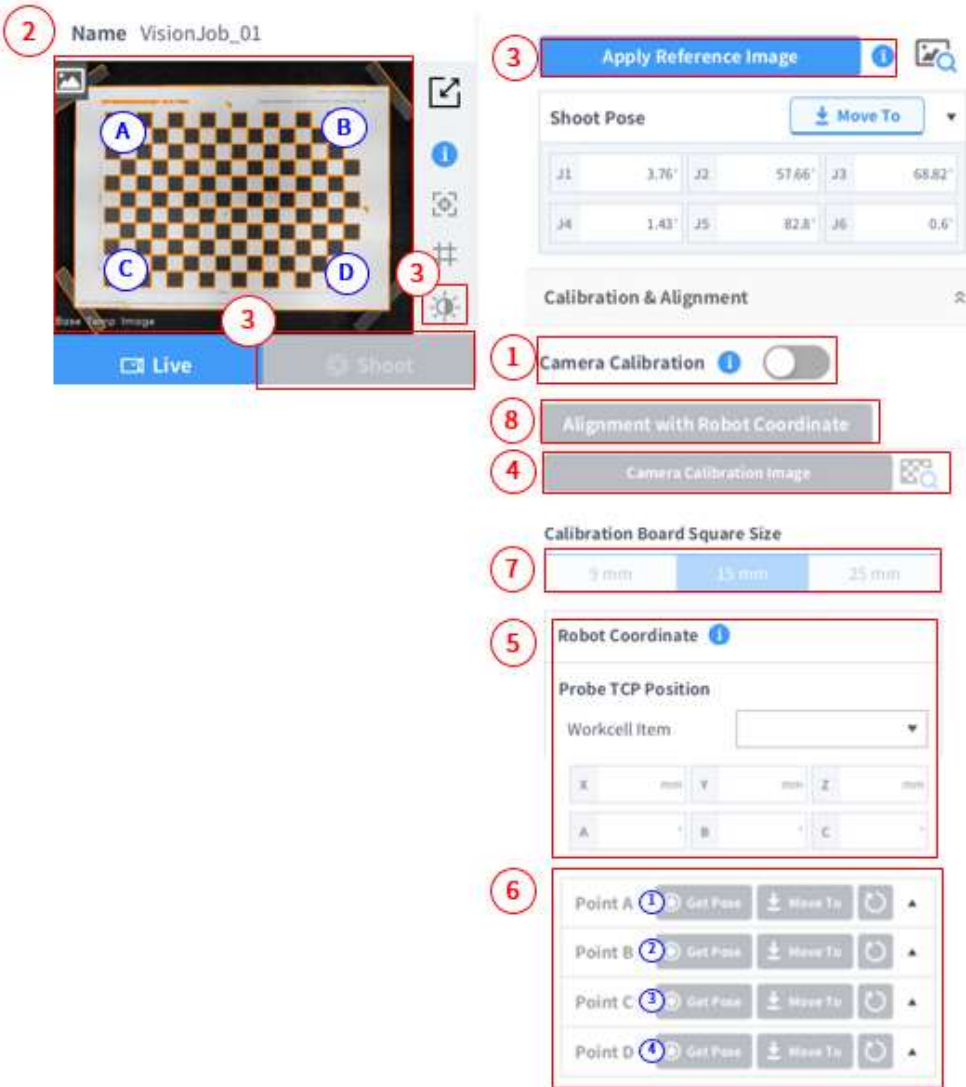 2 Name VisionJob_01
A B
C D
3
Base Temp Image
3
Live Shoot
3 Apply Reference Image
Shoot Pose Move To
J1 3.76° J2 57.66° J3 68.82°
J4 1.43° J5 82.8° J6 0.6°
Calibration & Alignment
1 Camera Calibration
8 Alignment with Robot Coordinate
4 Camera Calibration Image
Calibration Board Square Size
7 9 mm 15 mm 25 mm
5 Robot Coordinate
Probe TCP Position
Workcell Item
X mm Y mm Z mm
A ° B ° C °
6
Point A 1 Get Pose Move To
Point B 2 Get Pose Move To
Point C 3 Get Pose Move To
Point D 4 Get Pose Move To